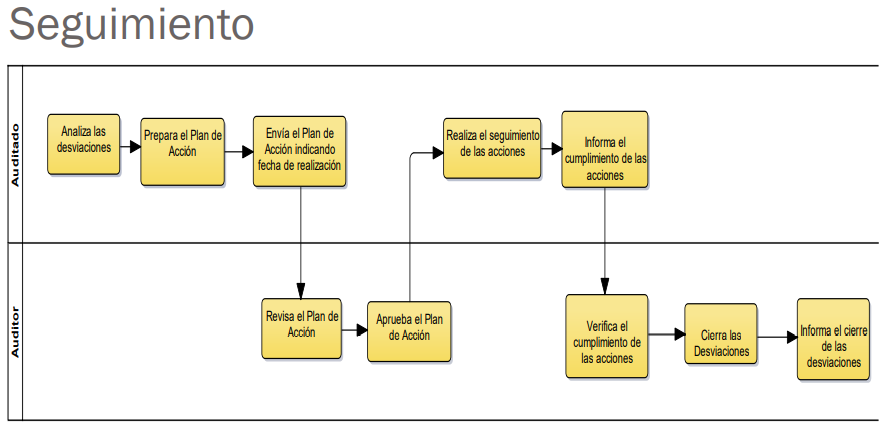 Seguimiento
Auditado
Analiza las
desviaciones
Prepara el Plan de
Acción
Envía el Plan de
Acción indicando
fecha de realización
Realiza el seguimiento
de las acciones
Informa el
cumplimiento de las
acciones
Auditor
Revisa el Plan de
Acción
Aprueba el Plan
de Acción
Verifica el
cumplimiento de
las acciones
Cierra las
Desviaciones
Informa el cierre
de las
desviaciones